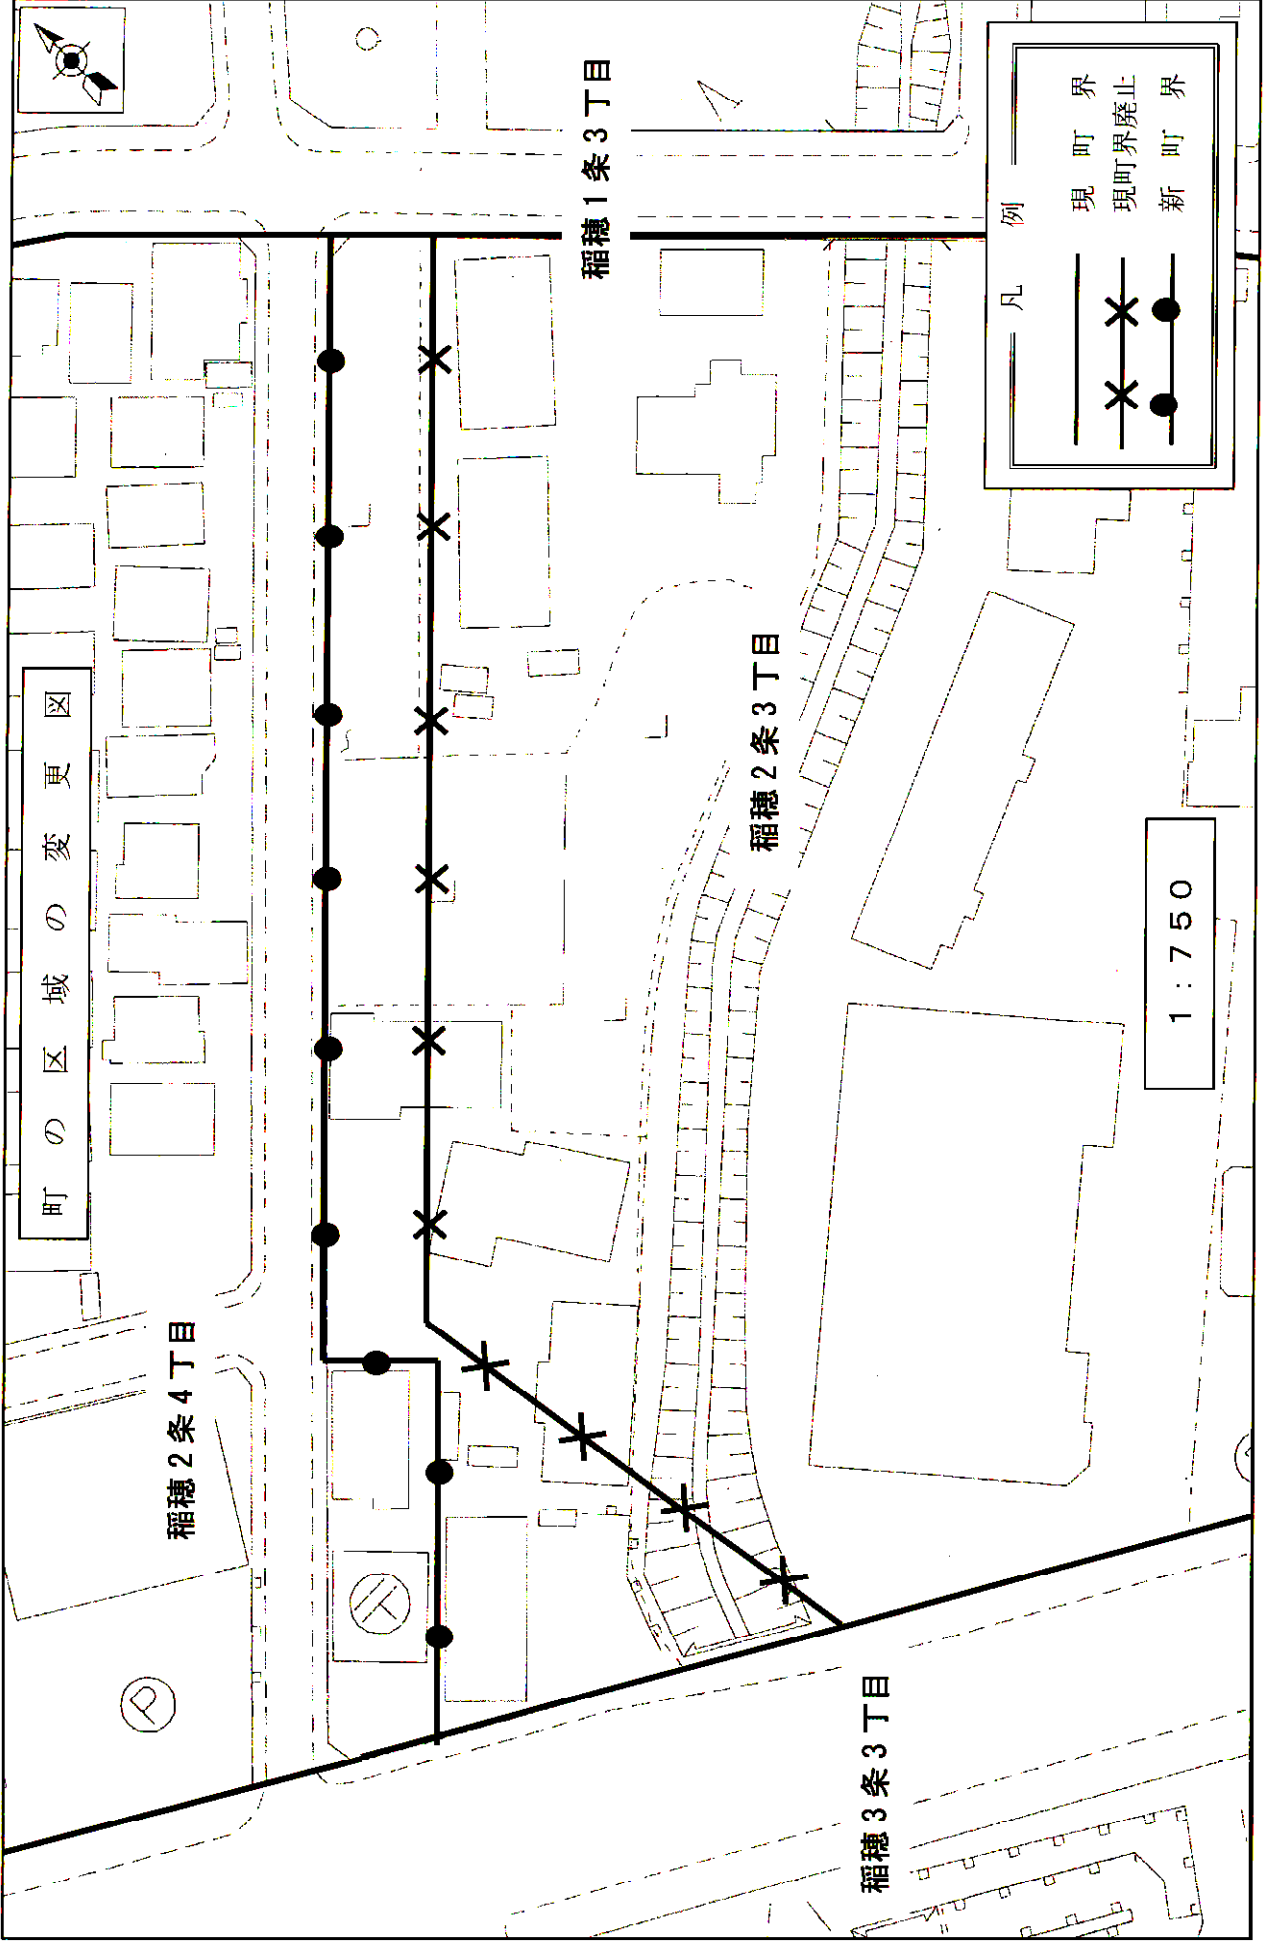 町の区域の変更図
稲穂2条4丁目
稲穂1条3丁目
稲穂2条3丁目
稲穂3条3丁目
P
凡例
現町界
現町界廃止
新町界
1:750